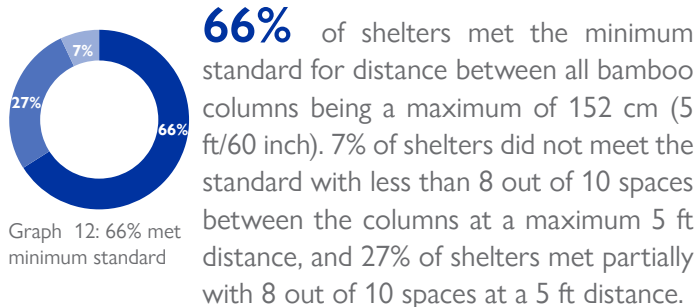 7%
27%
66%
Graph 12: 66% met
minimum standard
66% of shelters met the minimum
standard for distance between all bamboo
columns being a maximum of 152 cm (5
ft/60 inch). 7% of shelters did not meet the
standard with less than 8 out of 10 spaces
between the columns at a maximum 5 ft
distance, and 27% of shelters met partially
with 8 out of 10 spaces at a 5 ft distance.